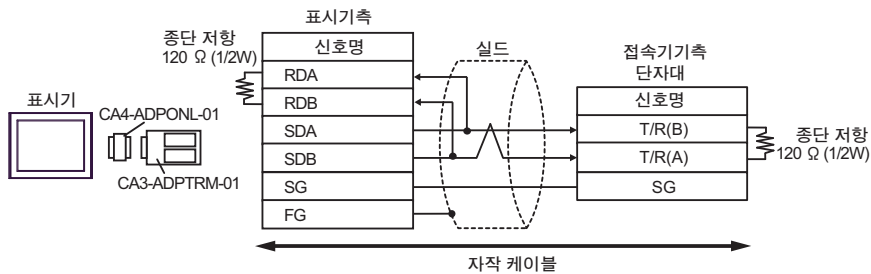 표시기측
종단 저항
120 Ω (1/2W)
신호명
RDA
RDB
SDA
SDB
SG
FG
실드
접속기기측
단자대
신호명
T/R(B)
T/R(A)
SG
종단 저항
120 Ω (1/2W)
표시기
CA4-ADPONL-01
CA3-ADPTRM-01
자작 케이블